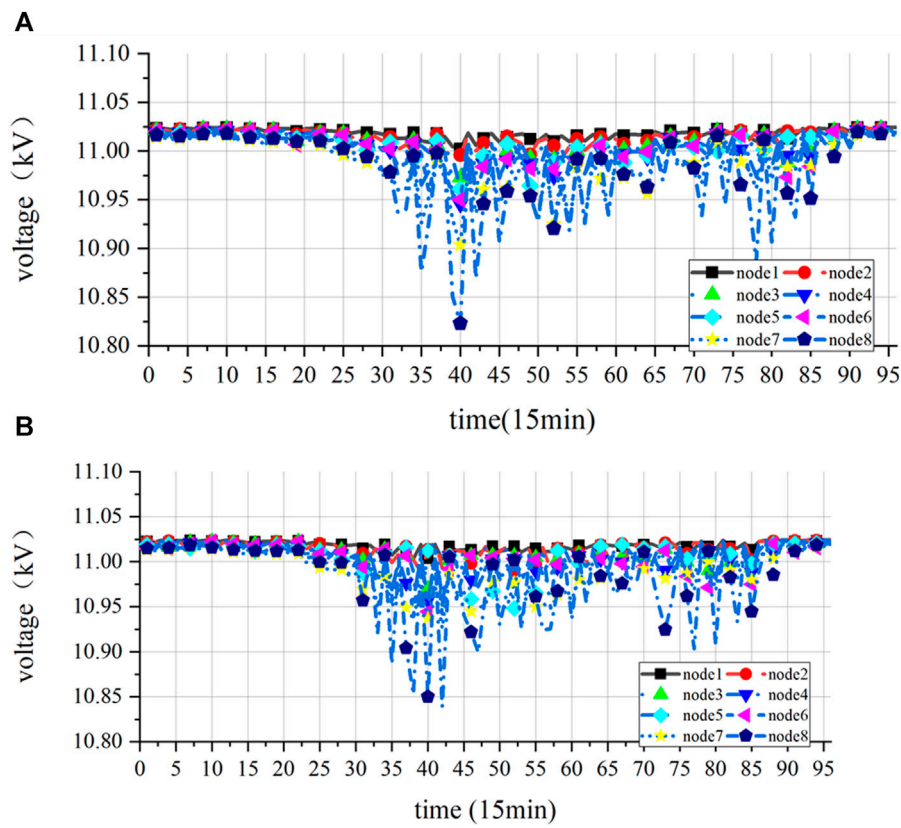 A
11.10
11.05
11.00
10.95
10.90
10.85
10.80
voltage（kV）
node1 node2
node3 node4
node5 node6
node7 node8
0 5 10 15 20 25 30 35 40 45 50 55 60 65 70 75 80 85 90 95
time(15min)
B
11.10
11.05
11.00
10.95
10.90
10.85
10.80
voltage（kV）
node1 node2
node3 node4
node5 node6
node7 node8
0 5 10 15 20 25 30 35 40 45 50 55 60 65 70 75 80 85 90 95
time (15min)